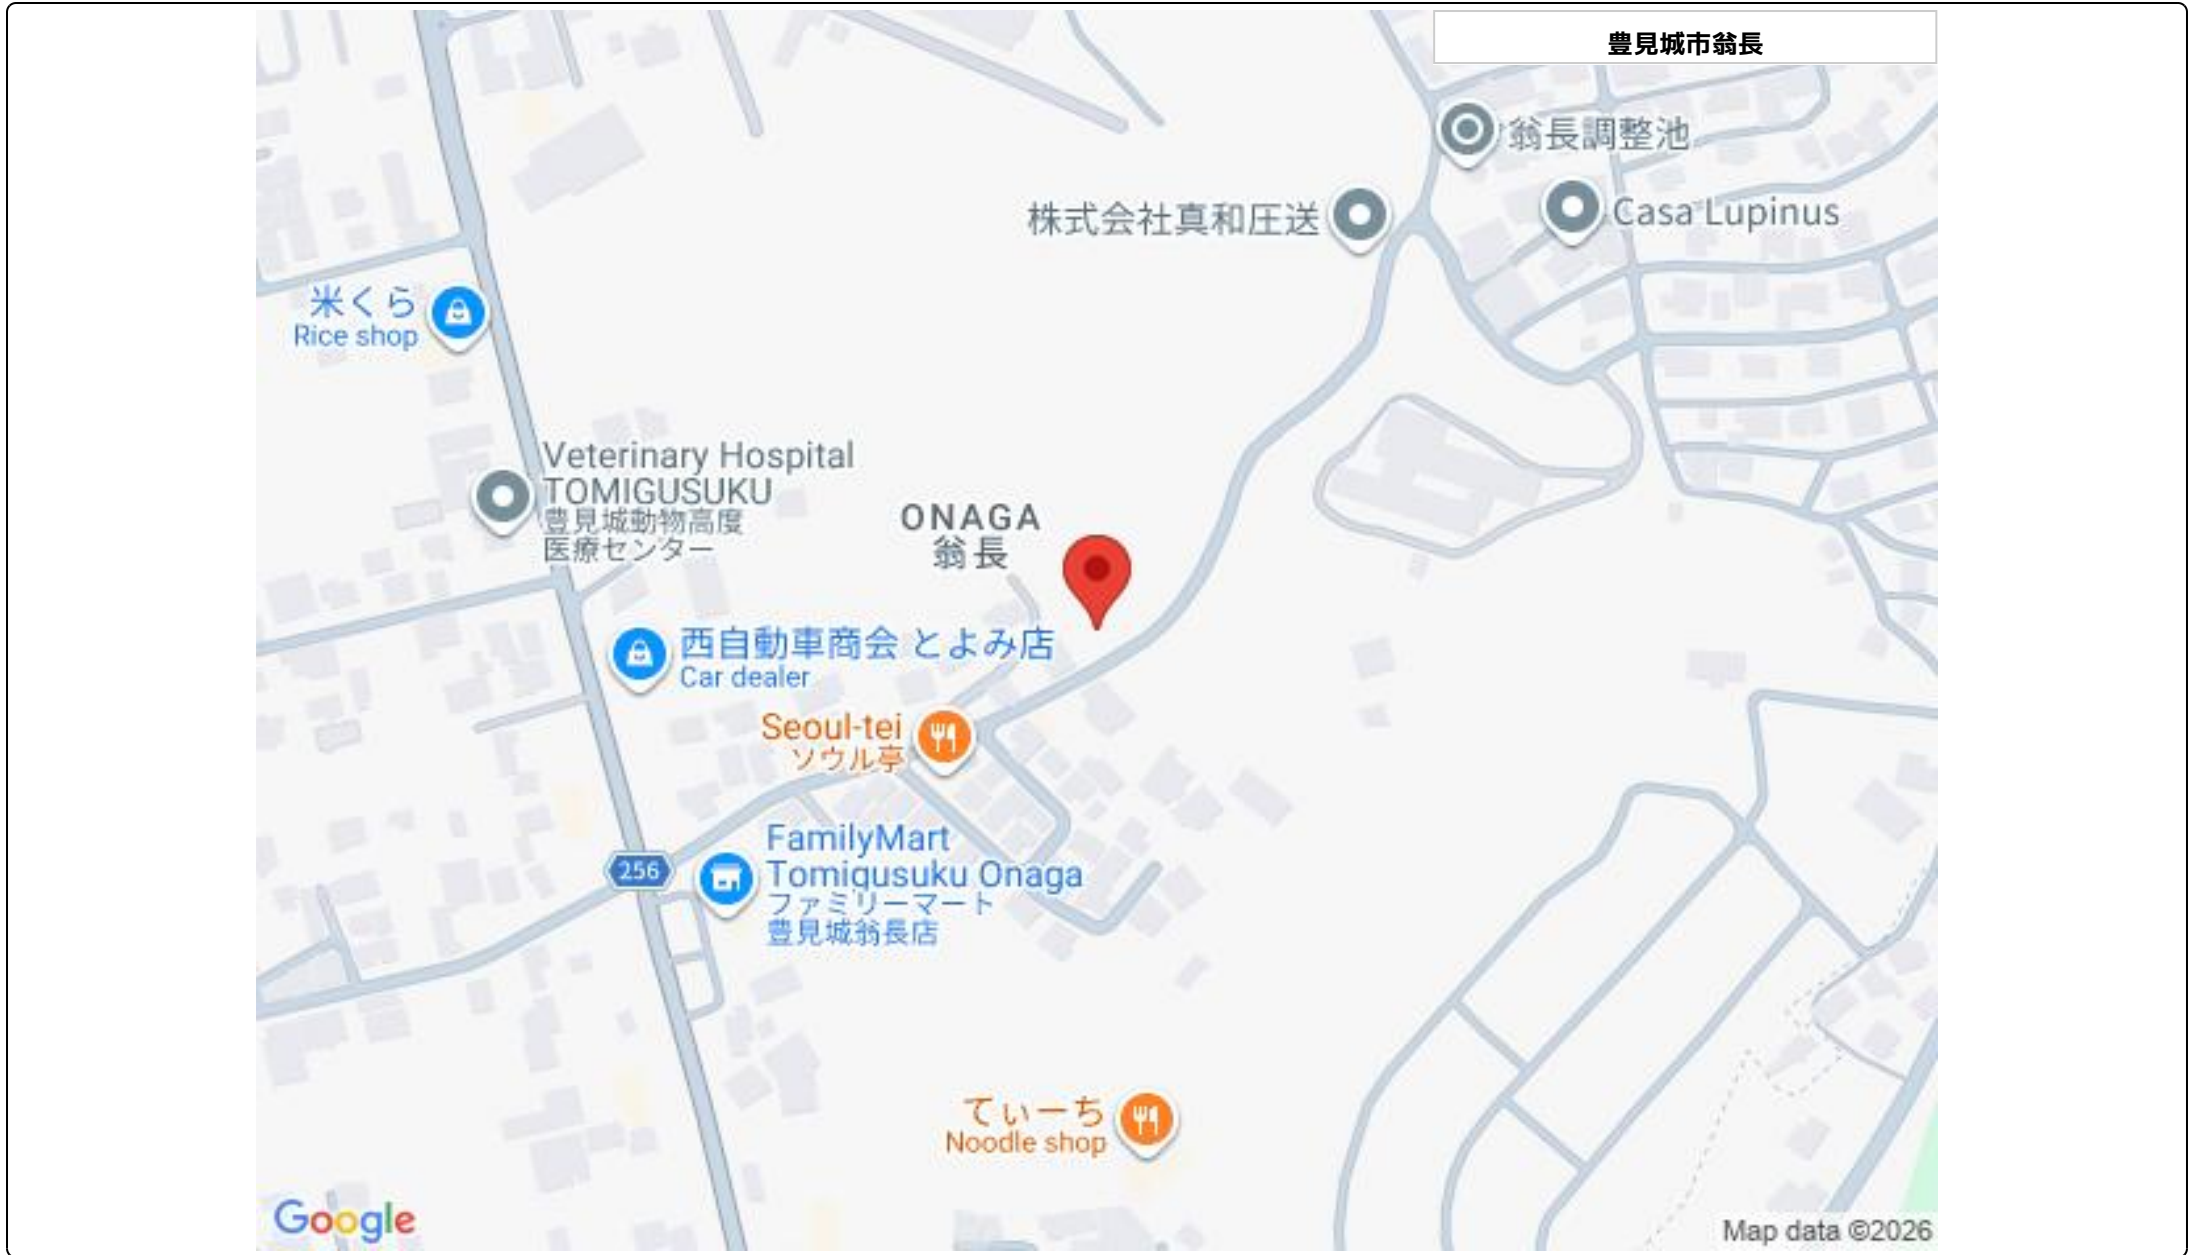 豊見城市翁長
翁長調整池
株式会社真和圧送
Casa Lupinus
米くら
Rice shop
Veterinary Hospital
TOMIGUSUKU
豊見城動物高度
医療センター
ONAGA
翁長
西自動車商会 とよみ店
Car dealer
Seoul-tei
ソウル亭
256
FamilyMart
Tomigusuku Onaga
ファミリーマート
豊見城翁長店
てぃーち
Noodle shop
Google
Map data ©2026